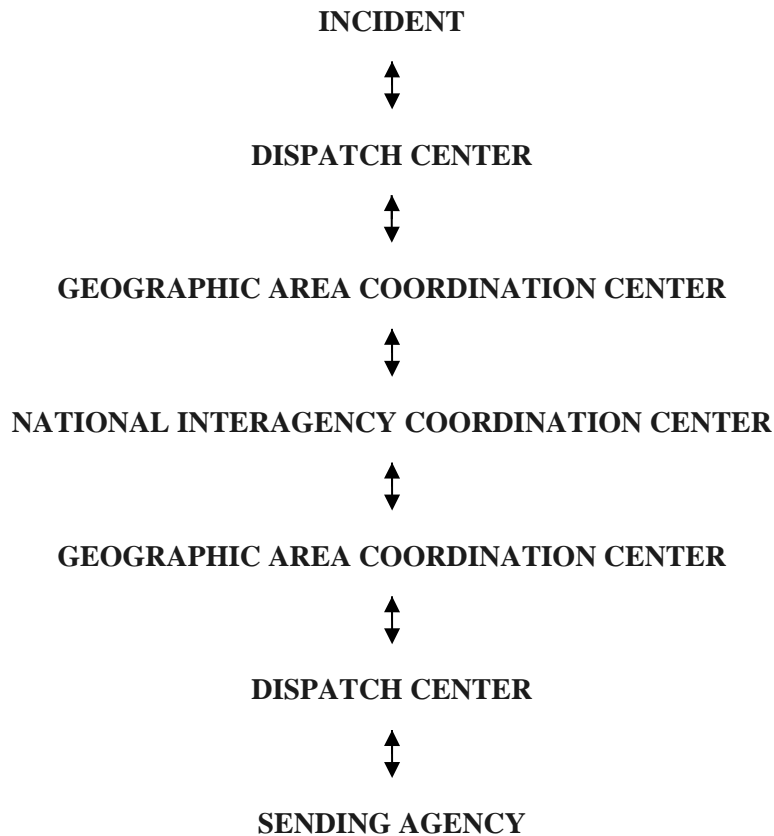 INCIDENT
DISPATCH CENTER
GEOGRAPHIC AREA COORDINATION CENTER
NATIONAL INTERAGENCY COORDINATION CENTER
GEOGRAPHIC AREA COORDINATION CENTER
DISPATCH CENTER
SENDING AGENCY